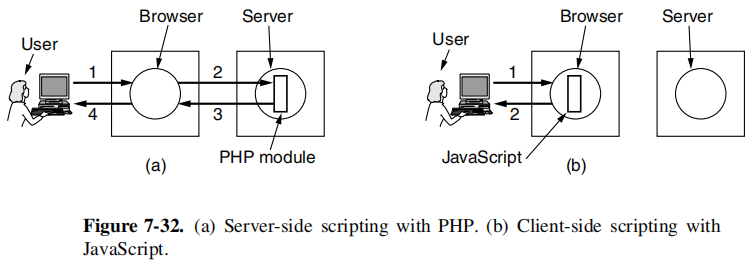 Browser Server
User
1 2
4 3
PHP module
(a)
Browser Server
User
1
2
JavaScript
(b)
Figure 7-32. (a) Server-side scripting with PHP. (b) Client-side scripting with
JavaScript.